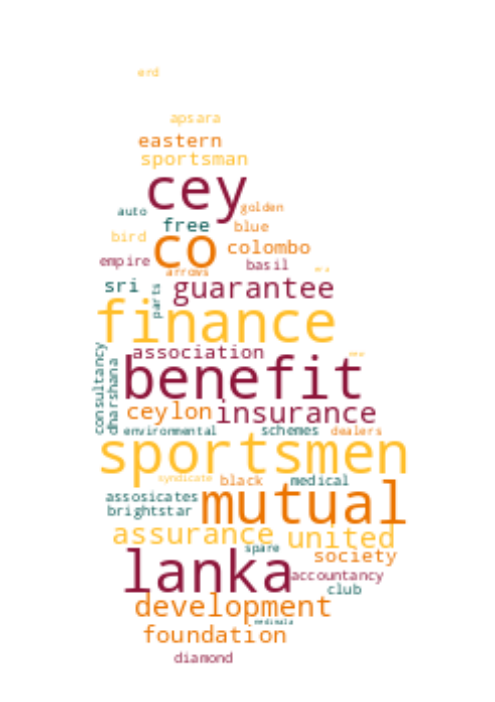 erd
apsara
eastern
sportsman
cey
auto
golden
free
blue
bird
co
colombo
empire
basil
arrows
sri
parts
guarantee
finance
association
consultancy
dharshana
benefit
ceylon insurance
environmental schemes dealers
sportsmen
syndicate black medical
assosicates mutual
brightstar
assurance united
spare
society
lanka accountancy
club
development
foundation
diamond